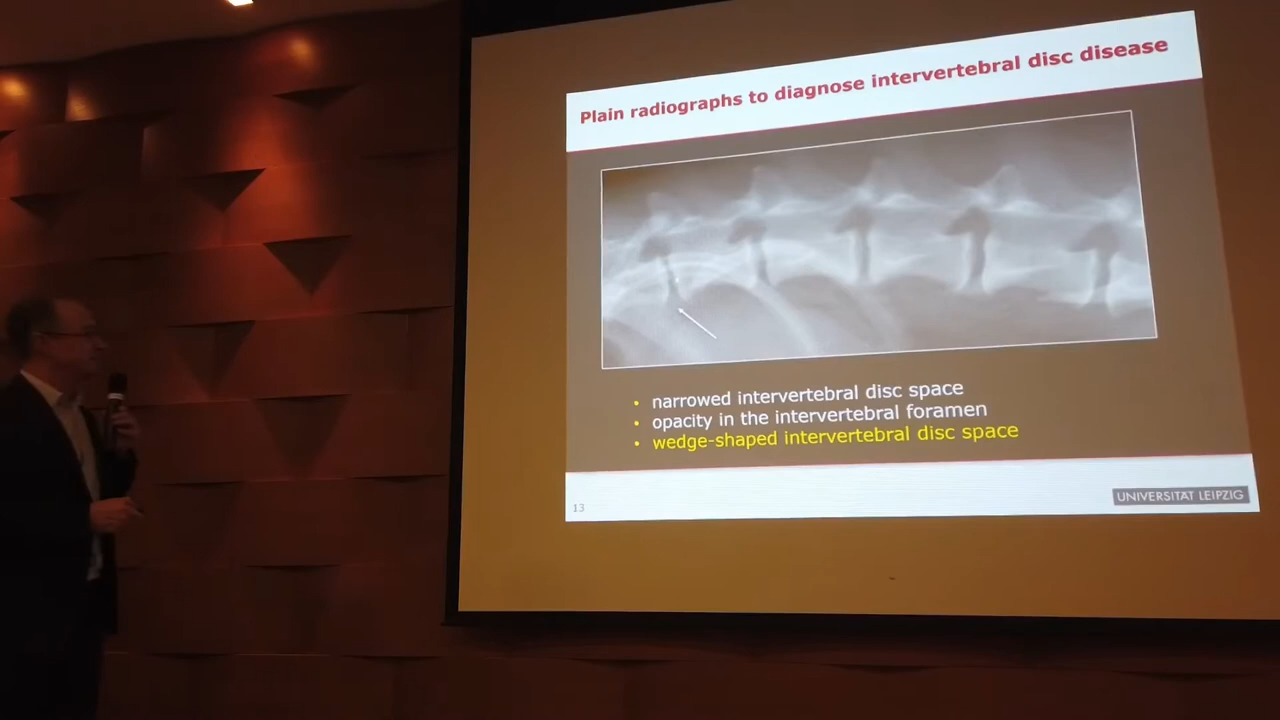 Plain radiographs to diagnose intervertebral disc disease
• narrowed intervertebral disc space
• opacity in the intervertebral foramen
• wedge-shaped intervertebral disc space
13
UNIVERSITÄT LEIPZIG